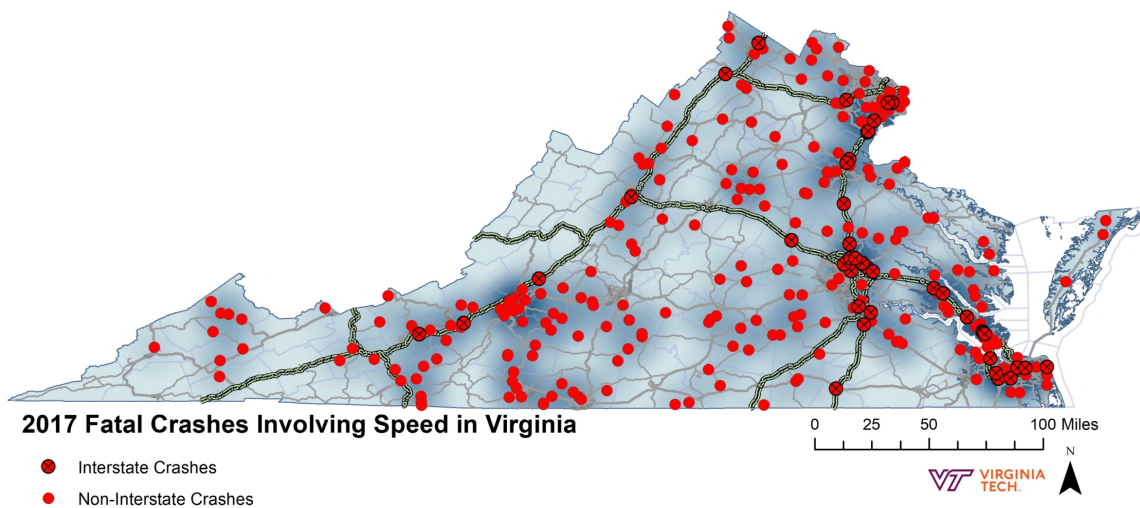 2017 Fatal Crashes Involving Speed in Virginia
Interstate Crashes
Non-Interstate Crashes
0 25 50 100 Miles
N
VT VIRGINIA
TECH.